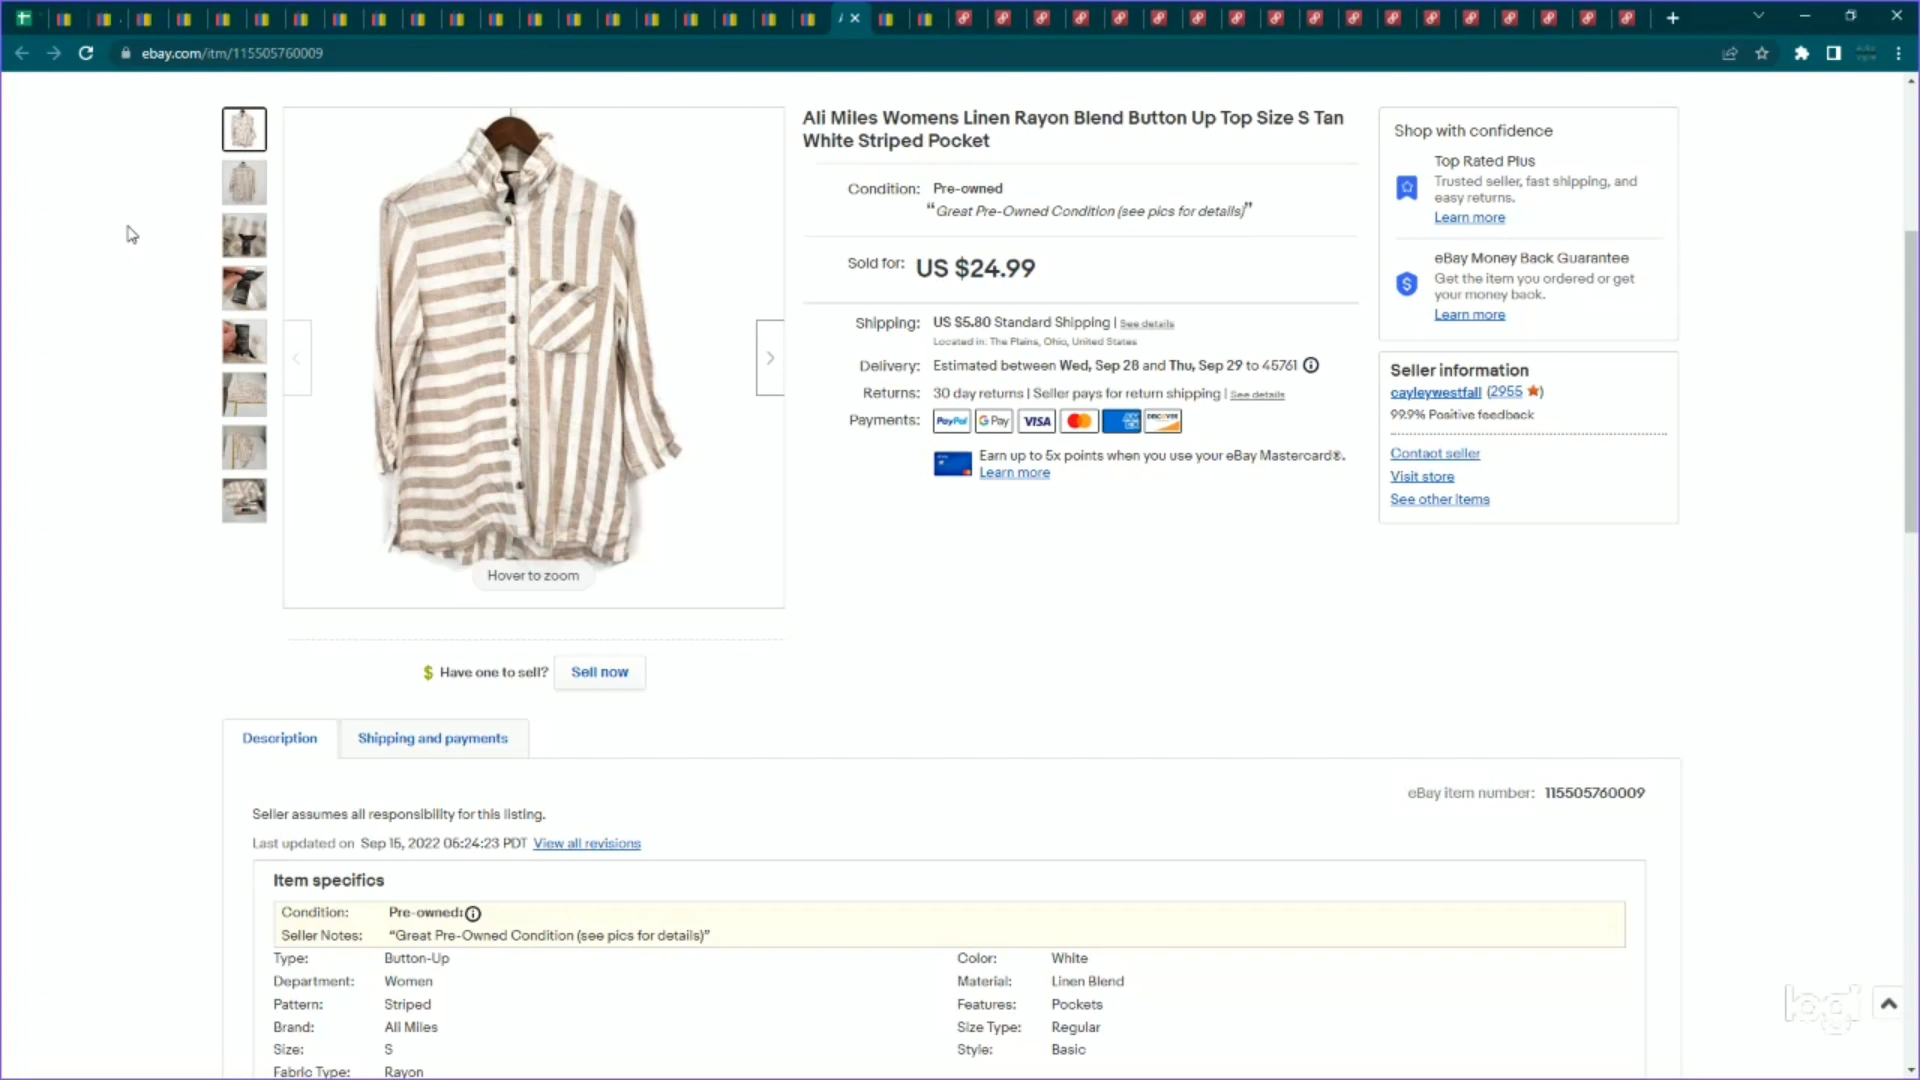 ebay.com/itm/115505760009
Ali Miles Womens Linen Rayon Blend Button Up Top Size S Tan
White Striped Pocket
Condition: Pre-owned
“Great Pre-Owned Condition (see pics for details)”
Sold for: US $24.99
Shipping: US $5.80 Standard Shipping | See details
Located in: The Plains, Ohio, United States
Delivery: Estimated between Wed, Sep 28 and Thu, Sep 29 to 45761
Returns: 30 day returns | Seller pays for return shipping | See details
Payments: PayPal G Pay VISA DISCOVER
Earn up to 5x points when you use your eBay Mastercard®.
Learn more
Shop with confidence
Top Rated Plus
Trusted seller, fast shipping, and
easy returns.
Learn more
eBay Money Back Guarantee
Get the item you ordered or get
your money back.
Learn more
Seller information
cayleywestfall (2955)
99.9% Positive feedback
Contact seller
Visit store
See other items
Hover to zoom
$ Have one to sell? Sell now
Description
Shipping and payments
eBay item number: 115505760009
Seller assumes all responsibility for this listing.
Last updated on Sep 15, 2022 05:24:23 PDT View all revisions
Item specifics
Condition: Pre-owned:
Seller Notes: “Great Pre-Owned Condition (see pics for details)”
Type: Button-Up
Color: White
Department: Women
Material: Linen Blend
Pattern: Striped
Features: Pockets
Brand: Ali Miles
Size Type: Regular
Size: S
Style: Basic
Fabric Type: Rayon
logi